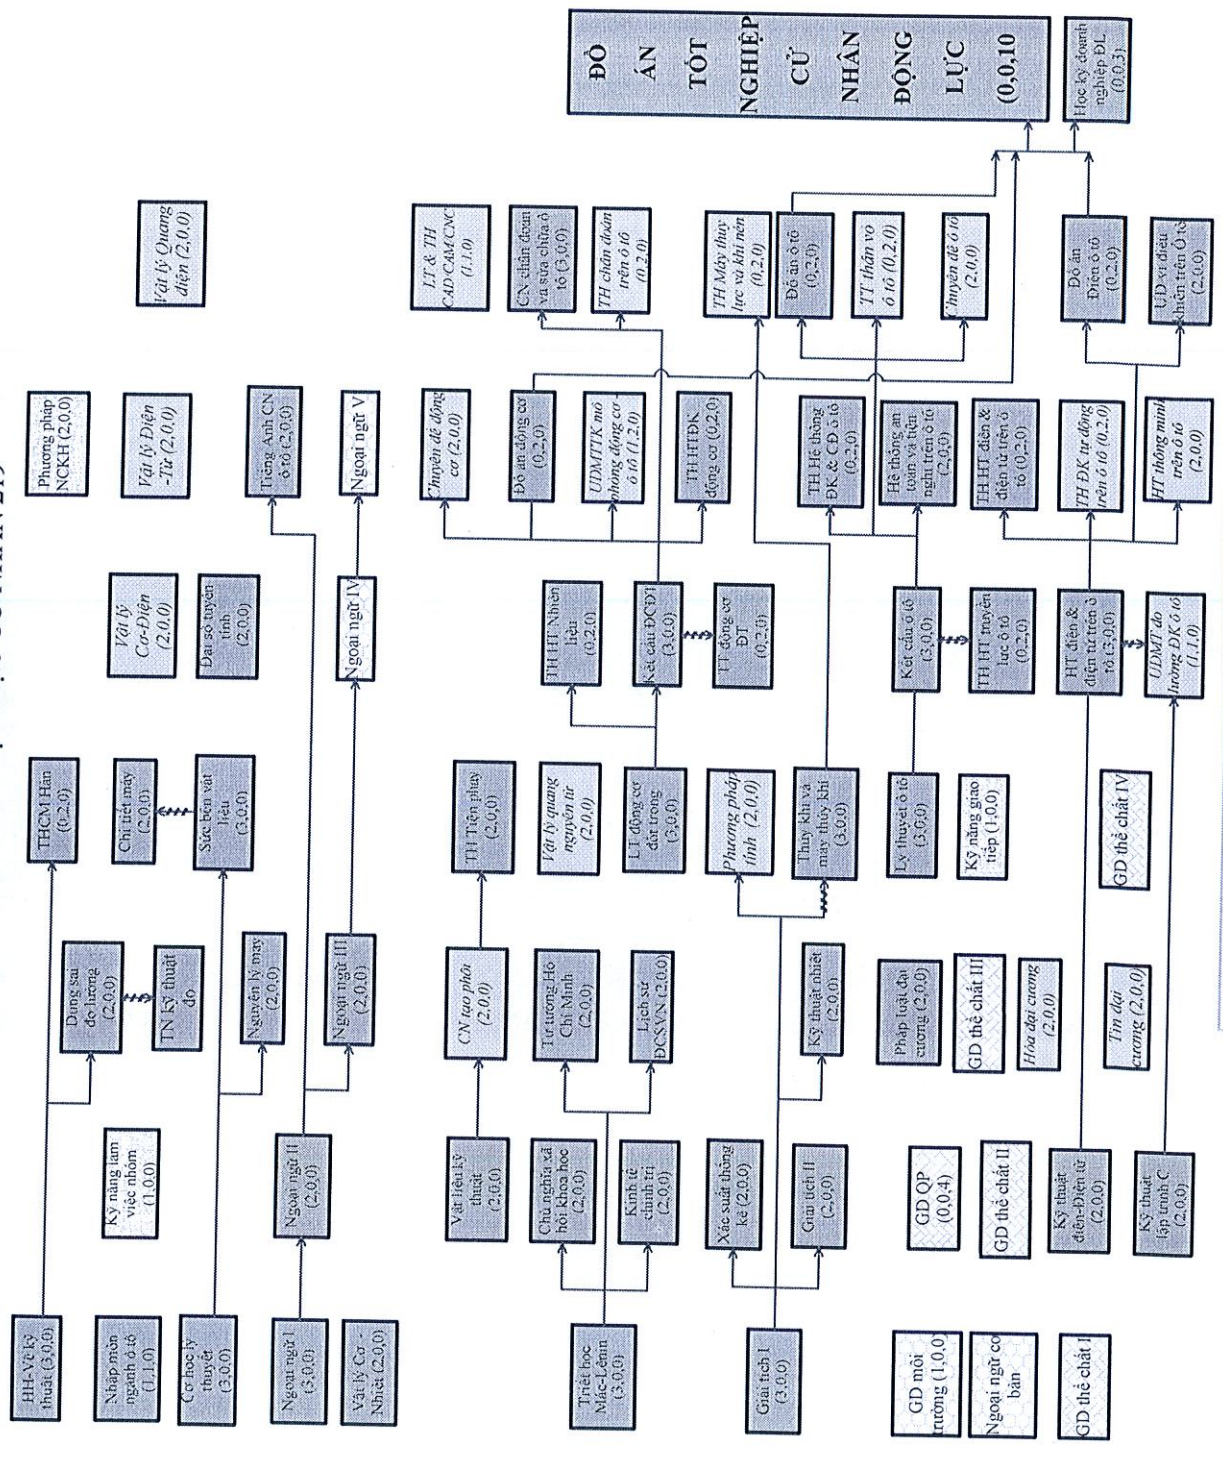 HH-Vẽ kỹ
thuật (3,0,0)
Nhập môn
ngành ô tô
(1,1,0)
Cơ học lý
thuyết
(3,0,0)
Ngoại ngữ I
(3,0,0)
Vật lý Cơ -
Nhiệt (2,0,0)
Triết học
Mác-Lênin
(3,0,0)
Giải tích I
(3,0,0)
GD môi
trường (1,0,0)
Ngoại ngữ cơ
bản
GD thể chất I
Kỹ năng làm
việc nhóm
(1,0,0)
Ngoại ngữ II
(2,0,0)
Vật liệu kỹ
thuật
(2,0,0)
Chủ nghĩa xã
hội khoa học
(2,0,0)
Kinh tế
chính trị
(2,0,0)
Xác suất thống
kê (2,0,0)
Giải tích II
(2,0,0)
GD QP
(0,0,4)
GD thể chất II
Kỹ thuật
điện-Điện tử
(2,0,0)
Kỹ thuật
lập trình C
(2,0,0)
Dung sai
đo lường
(2,0,0)
TN kỹ thuật
đo
Nguyên lý máy
(2,0,0)
Ngoại ngữ III
(2,0,0)
CN tạo phôi
(2,0,0)
Tư tưởng Hồ
Chí Minh
(2,0,0)
Lịch sử
ĐCSVN (2,0,0)
Kỹ thuật nhiệt
(2,0,0)
Pháp luật đại
cương (2,0,0)
GD thể chất III
Hóa đại cương
(2,0,0)
Tin đại
cương (2,0,0)
THCM Hàn
(0,2,0)
Chi tiết máy
(2,0,0)
Sức bền vật
liệu
(3,0,0)
TH Tiện phay
(2,0,0)
Vật lý quang
nguyên tử
(2,0,0)
LT động cơ
đốt trong
(3,0,0)
Phương pháp
tính (2,0,0)
Thủy khí và
máy thủy khí
(3,0,0)
Lý thuyết ô tô
(3,0,0)
Kỹ năng giao
tiếp (1,0,0)
GD thể chất IV
Vật lý
Cơ-Điện
(2,0,0)
Đại số tuyến
tính
(2,0,0)
Ngoại ngữ IV
TH HT Nhiên
liệu
(0,2,0)
Kết cấu ĐCĐT
(3,0,0)
TT động cơ
ĐT
(0,2,0)
Kết cấu ô tô
(3,0,0)
TH HT truyền
lực ô tô
(0,2,0)
HT điện &
điện tử trên ô
tô (3,0,0)
UDMT đo
lường ĐK ô tô
(1,1,0)
Phương pháp
NCKH (2,0,0)
Vật lý Điện
-Từ (2,0,0)
Tiếng Anh CN
ô tô (2,0,0)
Ngoại ngữ V
Chuyên đề động
cơ (2,0,0)
Đồ án động cơ
(0,2,0)
UDMTTK mô
phỏng động cơ -
ô tô (1,2,0)
TH HTĐK
động cơ (0,2,0)
TH Hệ thống
ĐK & CĐ ô tô
(0,2,0)
Hệ thống an
toàn và tiện
nghi trên ô tô
(2,0,0)
TH HT điện &
điện tử trên ô
tô (0,2,0)
TH ĐK tự động
trên ô tô (0,2,0)
HT thông minh
trên ô tô
(2,0,0)
Vật lý Quang
điện (2,0,0)
LT & TH
CAD/CAM/CNC
(1,1,0)
CN chẩn đoán
và sửa chữa ô
tô (3,0,0)
TH chẩn đoán
trên ô tô
(0,2,0)
TH Máy thủy
lực và khí nén
(0,2,0)
Đồ án ô tô
(0,2,0)
TT thân vỏ
ô tô (0,2,0)
Chuyên đề ô tô
(2,0,0)
Đồ án
Điện ô tô
(0,2,0)
UD vi điều
khiển trên Ô tô
(2,0,0)
ĐỒ
ÁN
TỐT
NGHIỆP
CỬ
NHÂN
ĐỘNG
LỰC
(0,0,10
Học kỳ doanh
nghiệp ĐL
(0,0,3)